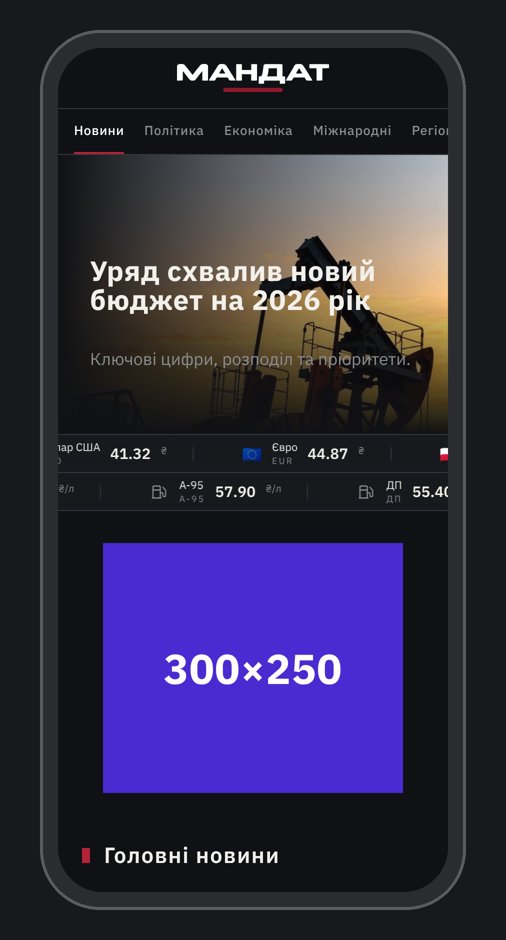 МАНДАТ
Новини Політика Економіка Міжнародні
Уряд схвалив новий
бюджет на 2026 рік
Ключові цифри, розподіл та пріоритети.
США 41.32 ₴ Євро 44.87 ₴
EUR
₴/л А-95 57.90 ₴/л ДП
А-95 ДП
300×250
Головні новини